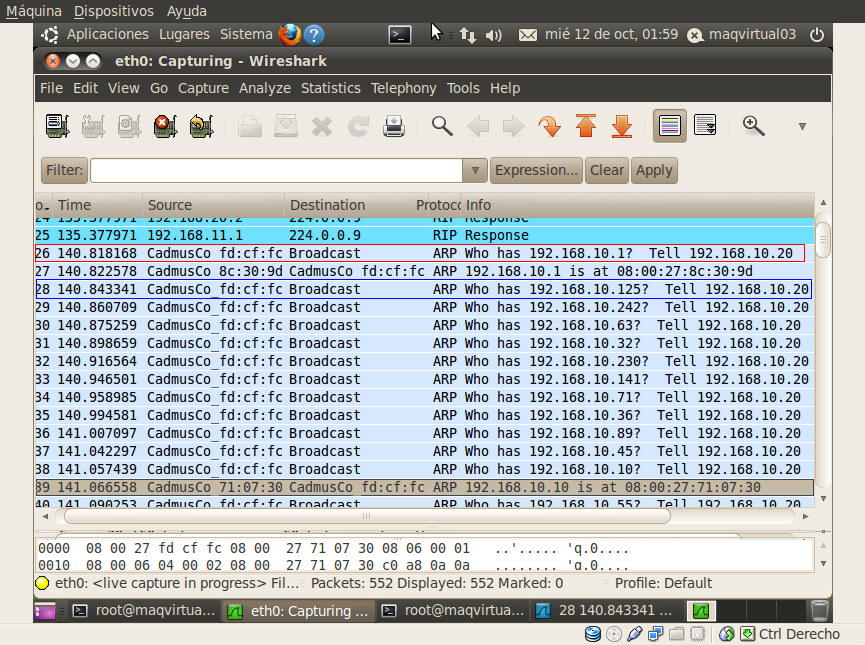 Máquina Dispositivos Ayuda
Aplicaciones Lugares Sistema mié 12 de oct, 01:59 maqvirtual03
eth0: Capturing - Wireshark
File Edit View Go Capture Analyze Statistics Telephony Tools Help
Filter: Expression... Clear Apply
o.. Time Source Destination Protoco Info
24 135.377971 192.168.20.2 224.0.0.9 RIP Response
25 135.377971 192.168.11.1 224.0.0.9 RIP Response
26 140.818168 CadmusCo_fd:cf:fc Broadcast ARP Who has 192.168.10.1? Tell 192.168.10.20
27 140.822578 CadmusCo_8c:30:9d CadmusCo_fd:cf:fc ARP 192.168.10.1 is at 08:00:27:8c:30:9d
28 140.843341 CadmusCo_fd:cf:fc Broadcast ARP Who has 192.168.10.125? Tell 192.168.10.20
29 140.860709 CadmusCo_fd:cf:fc Broadcast ARP Who has 192.168.10.242? Tell 192.168.10.20
30 140.875259 CadmusCo_fd:cf:fc Broadcast ARP Who has 192.168.10.63? Tell 192.168.10.20
31 140.898659 CadmusCo_fd:cf:fc Broadcast ARP Who has 192.168.10.32? Tell 192.168.10.20
32 140.916564 CadmusCo_fd:cf:fc Broadcast ARP Who has 192.168.10.230? Tell 192.168.10.20
33 140.946501 CadmusCo_fd:cf:fc Broadcast ARP Who has 192.168.10.141? Tell 192.168.10.20
34 140.958985 CadmusCo_fd:cf:fc Broadcast ARP Who has 192.168.10.71? Tell 192.168.10.20
35 140.994581 CadmusCo_fd:cf:fc Broadcast ARP Who has 192.168.10.36? Tell 192.168.10.20
36 141.007097 CadmusCo_fd:cf:fc Broadcast ARP Who has 192.168.10.89? Tell 192.168.10.20
37 141.042297 CadmusCo_fd:cf:fc Broadcast ARP Who has 192.168.10.45? Tell 192.168.10.20
38 141.057439 CadmusCo_fd:cf:fc Broadcast ARP Who has 192.168.10.10? Tell 192.168.10.20
39 141.066558 CadmusCo_71:07:30 CadmusCo_fd:cf:fc ARP 192.168.10.10 is at 08:00:27:71:07:30
40 141.090253 CadmusCo_fd:cf:fc Broadcast ARP Who has 192.168.10.55? Tell 192.168.10.20
0000 08 00 27 fd cf fc 08 00 27 71 07 30 08 06 00 01 ..'..... 'q.0....
0010 08 00 06 04 00 02 08 00 27 71 07 30 c0 a8 0a 0a ........ 'q.0....
eth0: <live capture in progress> Fil... Packets: 552 Displayed: 552 Marked: 0 Profile: Default
root@maqvirtua... eth0: Capturing ... root@maqvirtua... 28 140.843341 ...
Ctrl Derecho